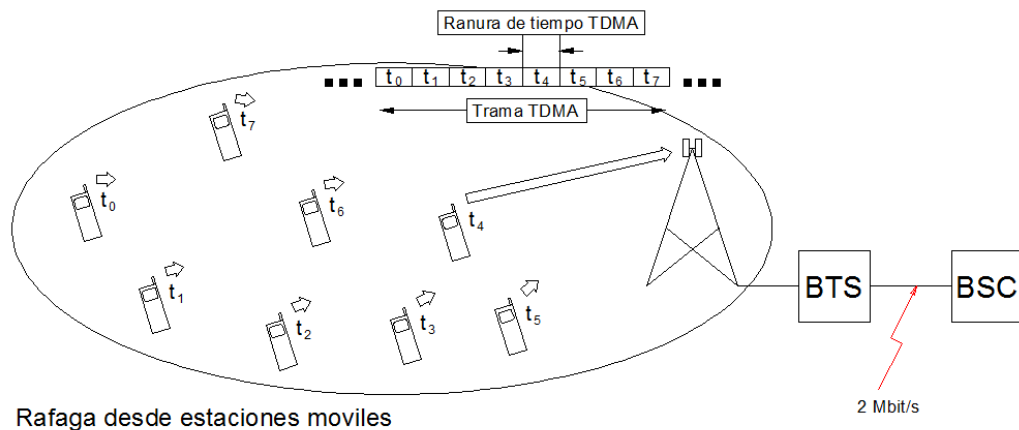 Ranura de tiempo TDMA
t0 t1 t2 t3 t4 t5 t6 t7
Trama TDMA
t7
t0
t6
t4
t1
t2
t3
t5
BTS
BSC
2 Mbit/s
Rafaga desde estaciones moviles